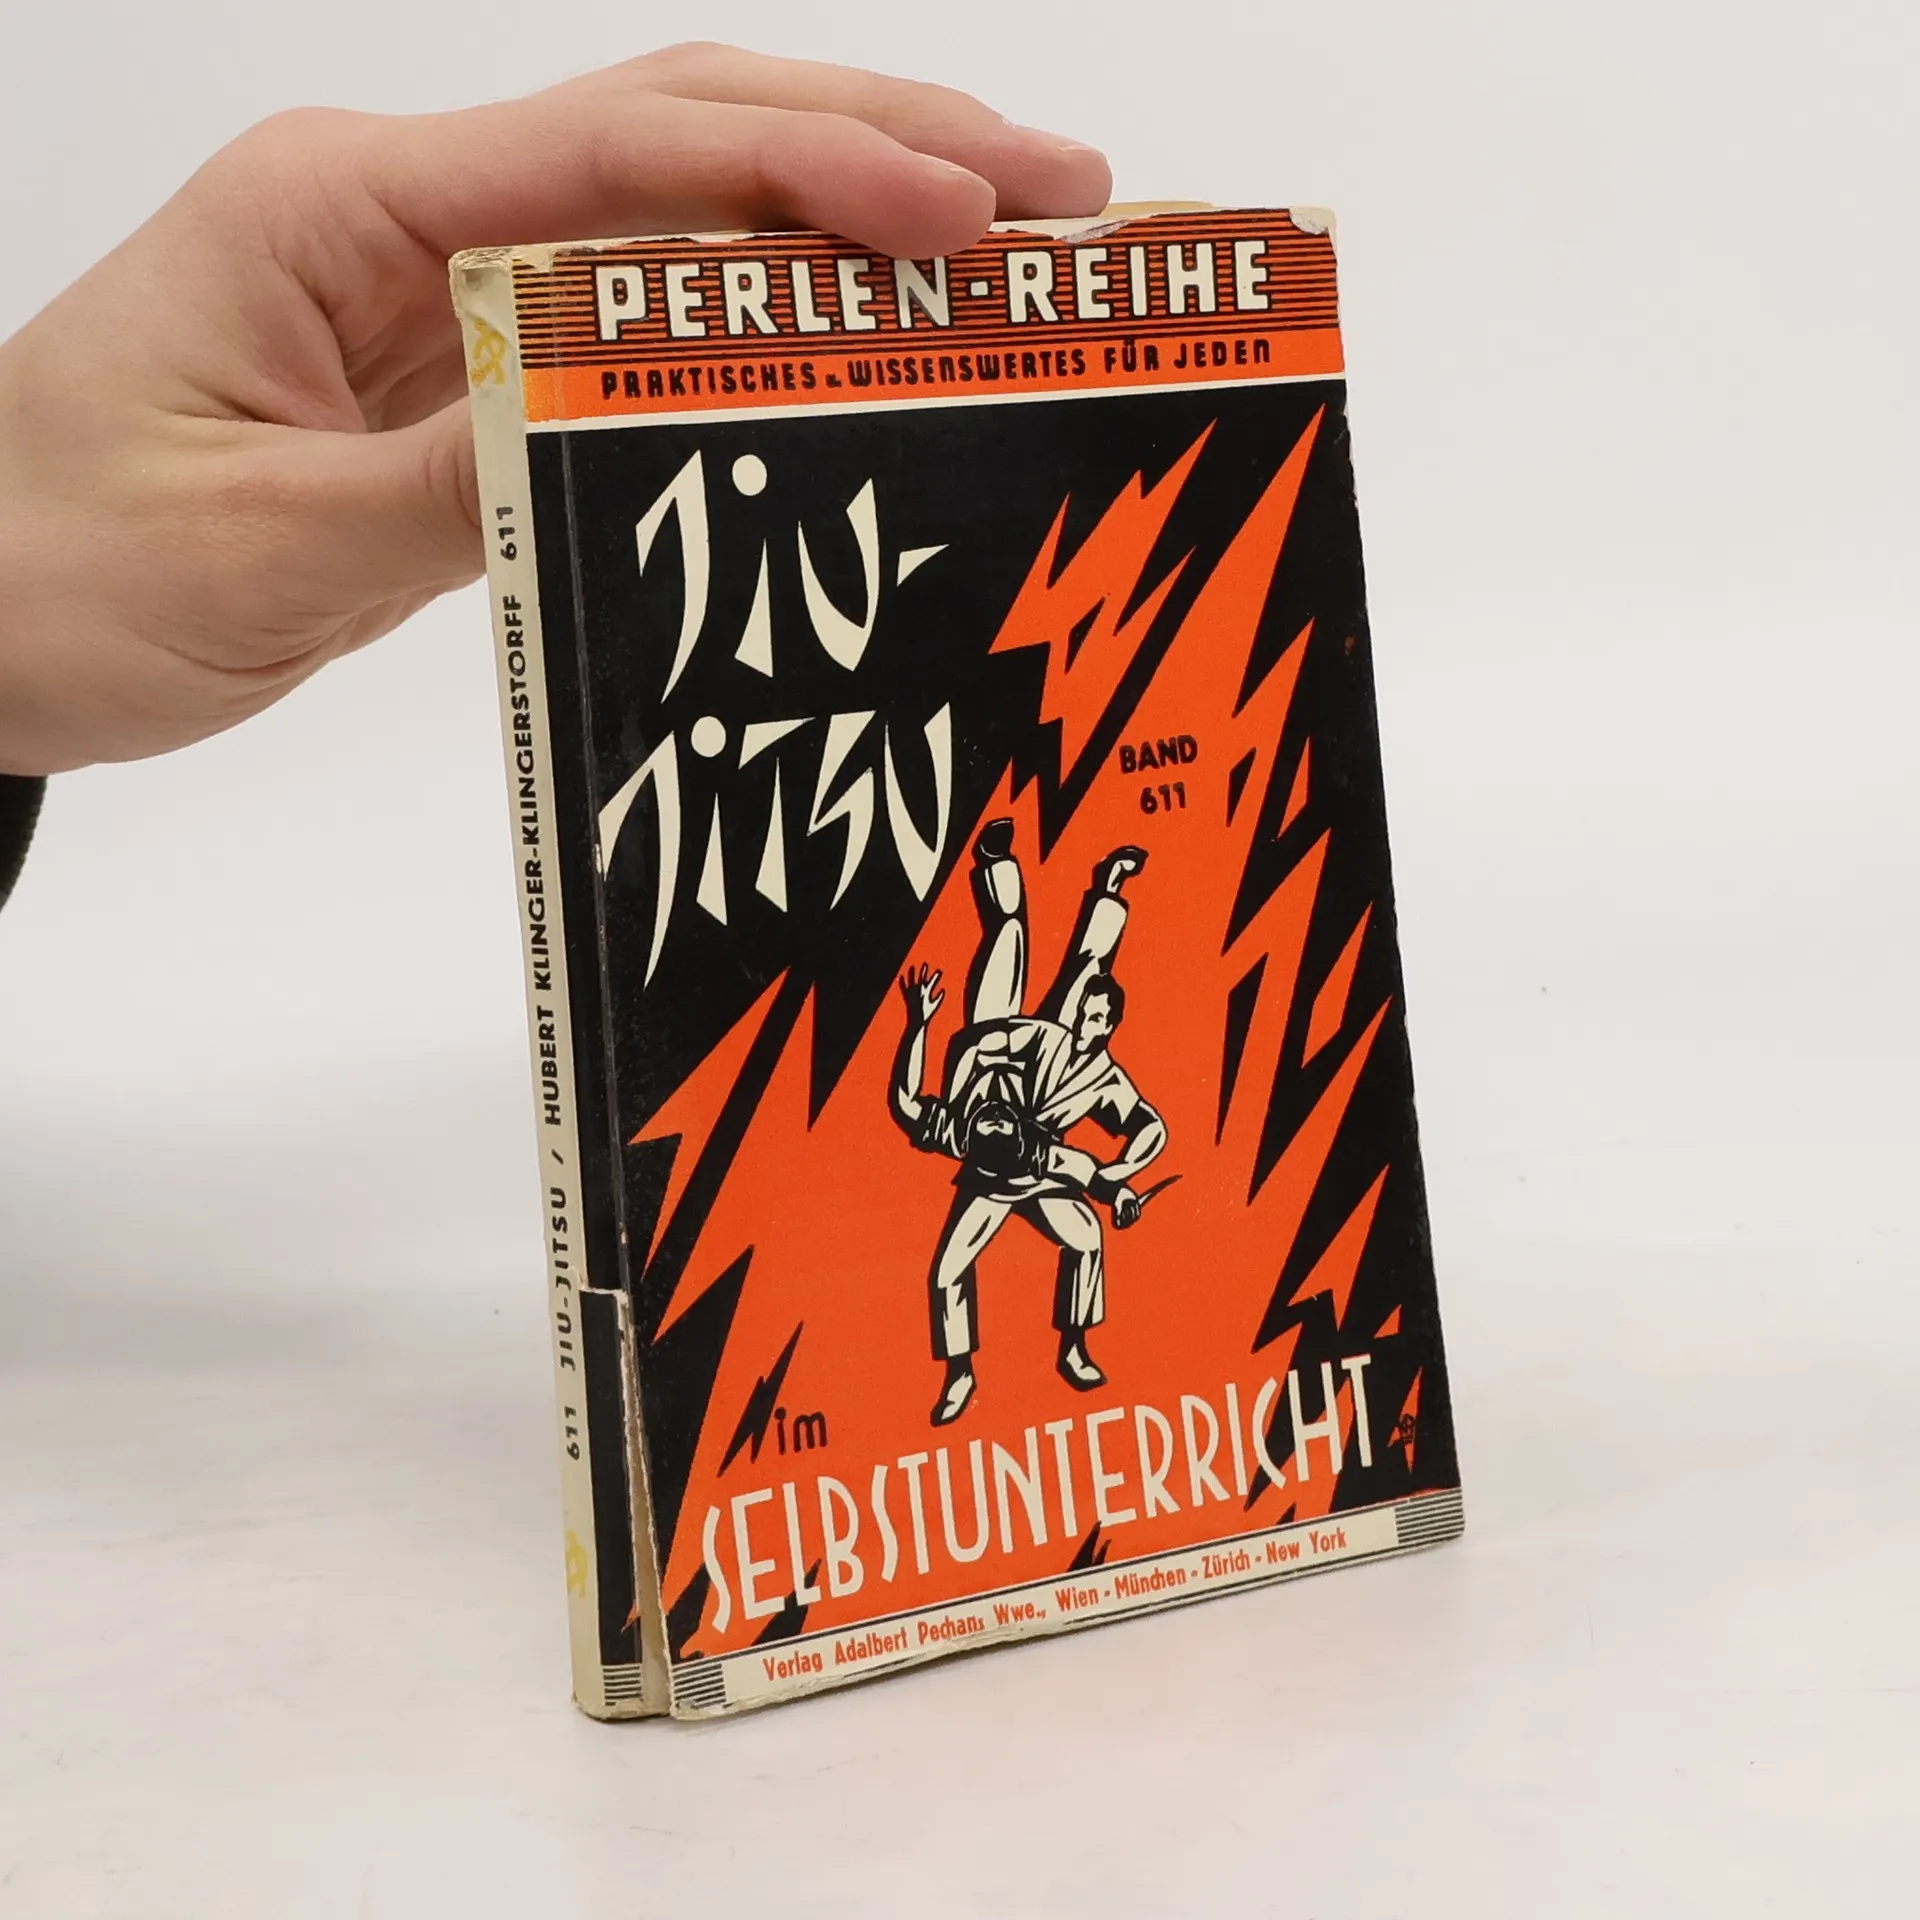 PERLEN-REIHE
PRAKTISCHES u. WISSENSWERTES FÜR JEDEN
JiU-
JiTSU
BAND
611
im
SELBSTUNTERRICHT
Verlag Adalbert Pechans Wwe., Wien - München - Zürich - New York
611 JIU-JITSU / HUBERT KLINGER-KLINGERSTORFF 611